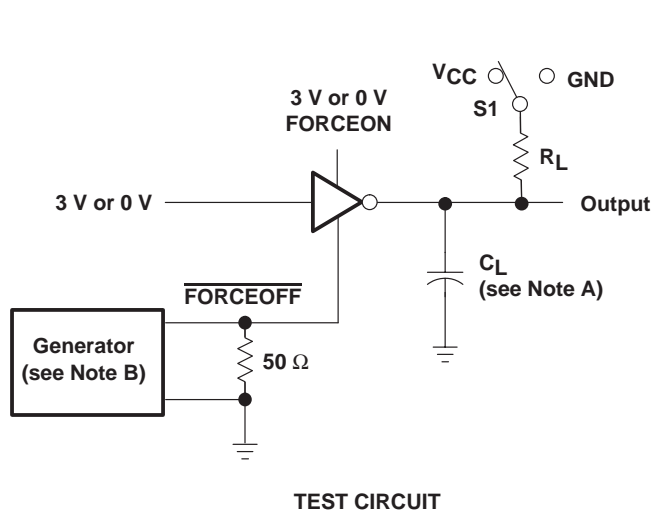 VCC
GND
S1
3 V or 0 V
FORCEON
RL
3 V or 0 V
Output
CL
(see Note A)
FORCEOFF
Generator
(see Note B)
50 Ω
TEST CIRCUIT